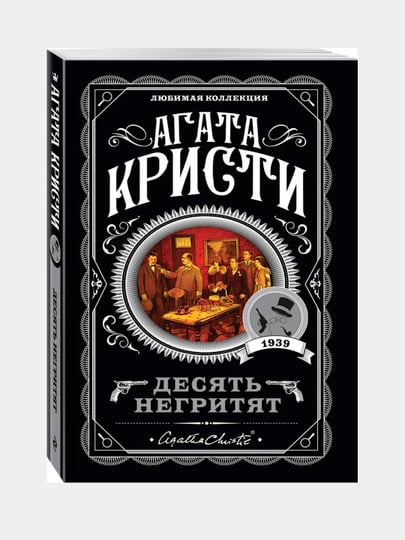 ЛЮБИМАЯ КОЛЛЕКЦИЯ
АГАТА
КРИСТИ
1939
ДЕСЯТЬ
НЕГРИТЯТ
Agatha Christie®
АГАТА КРИСТИ
ДЕСЯТЬ НЕГРИТЯТ